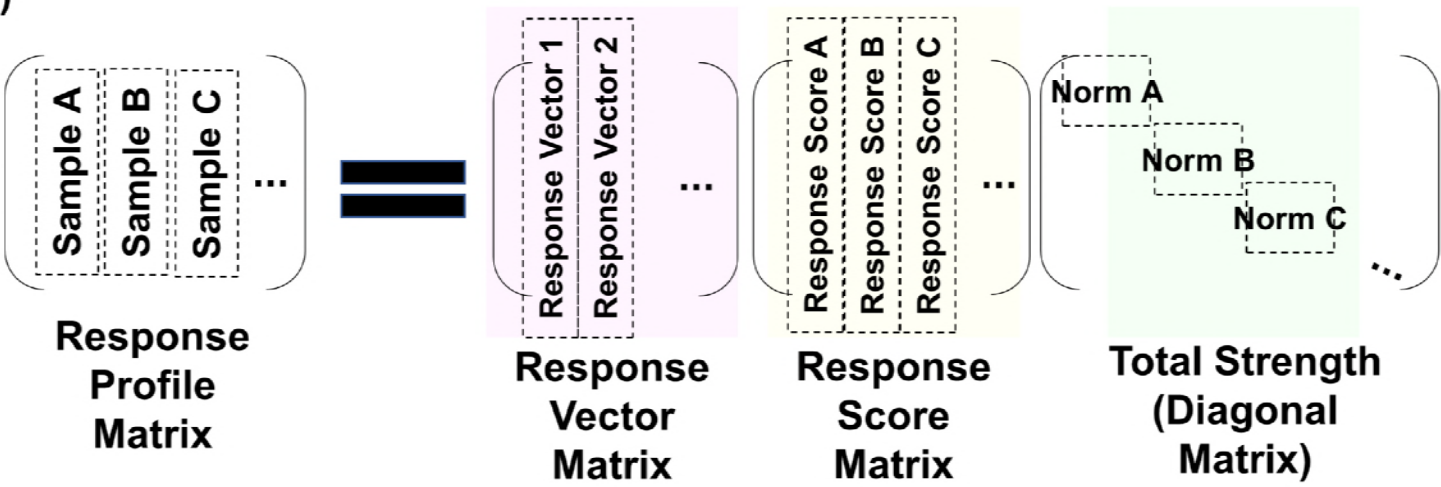 )
Sample A
Sample B
Sample C
...
Response Vector 1
Response Vector 2
...
Response Score A
Response Score B
Response Score C
...
Norm A
Norm B
Norm C
...
Response
Profile
Matrix
Response
Vector
Matrix
Response
Score
Matrix
Total Strength
(Diagonal
Matrix)